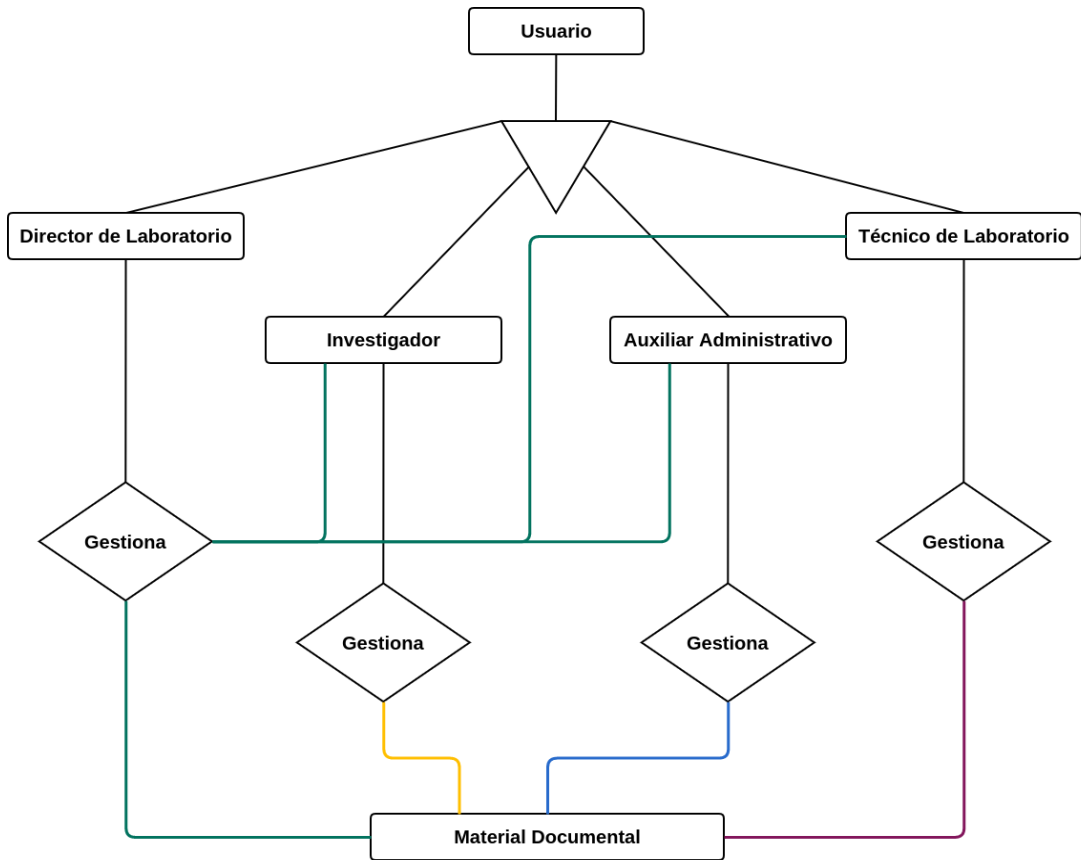 Usuario
Director de Laboratorio
Técnico de Laboratorio
Investigador
Auxiliar Administrativo
Gestiona
Gestiona
Gestiona
Gestiona
Material Documental